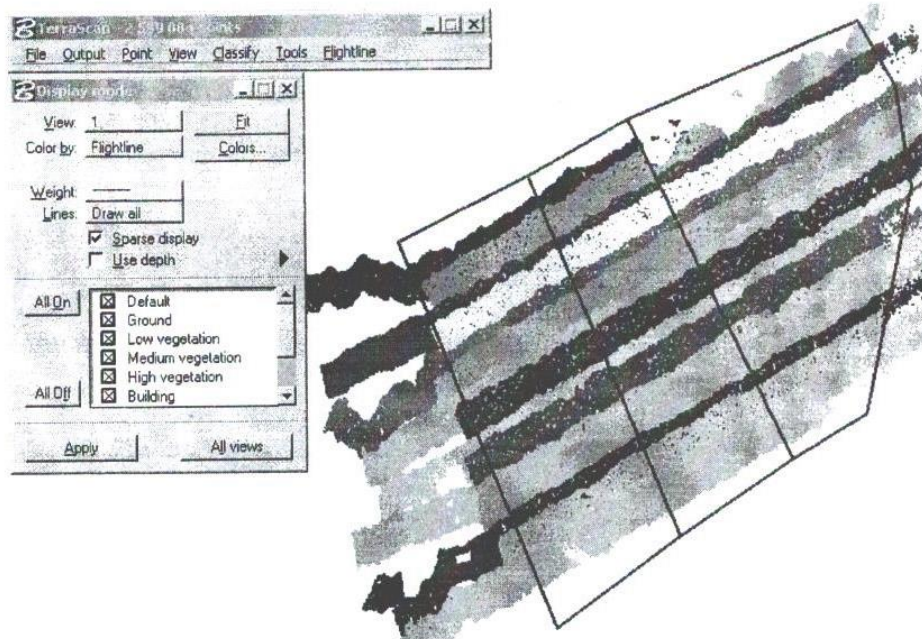 TerraScan
File Output Point View Classify Tools Flightline
Display mode
View: 1 Fit
Color by: Flightline Colors...
Weight:
Lines: Draw all
Sparse display
Use depth
All On
Default
Ground
Low vegetation
Medium vegetation
High vegetation
All Off
Building
Apply All views